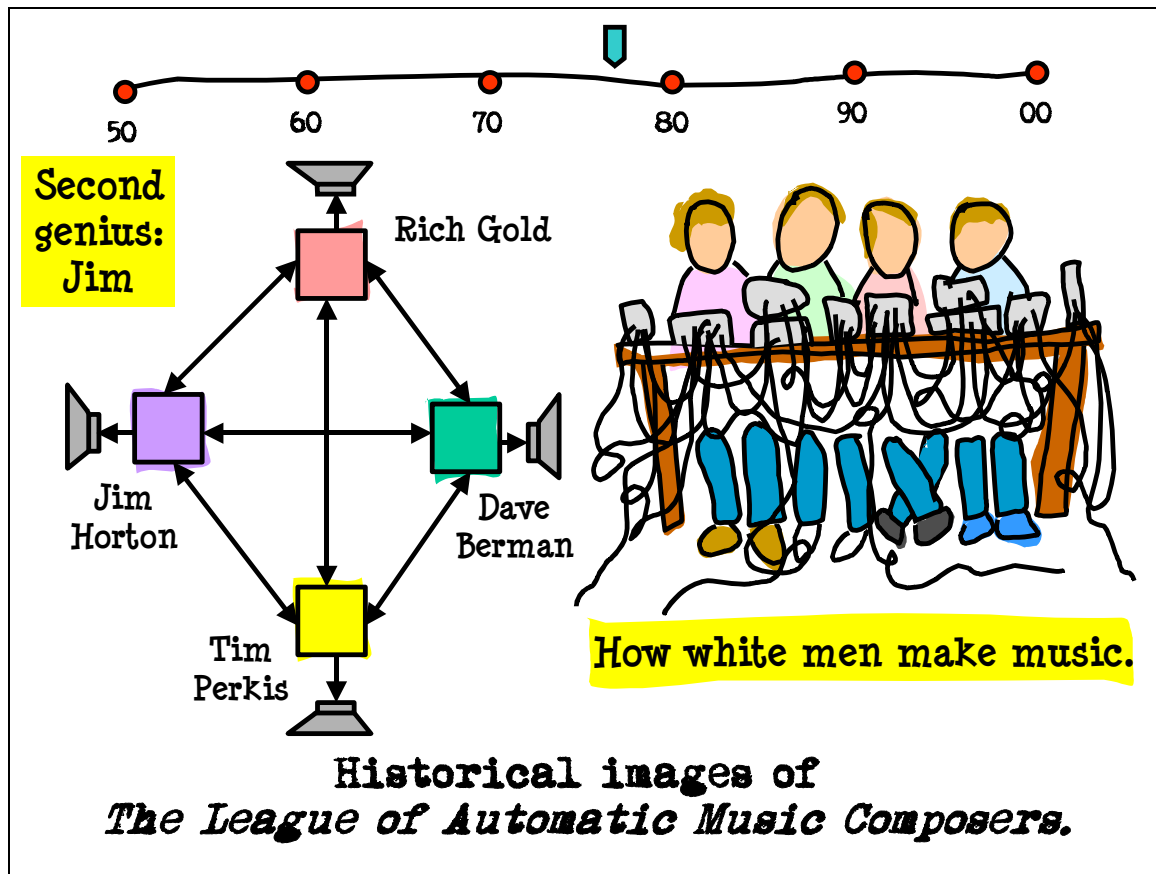 50
60
70
80
90
00
Second
genius:
Jim
Rich Gold
Jim
Horton
Dave
Berman
Tim
Perkis
How white men make music.
Historical images of
The League of Automatic Music Composers.